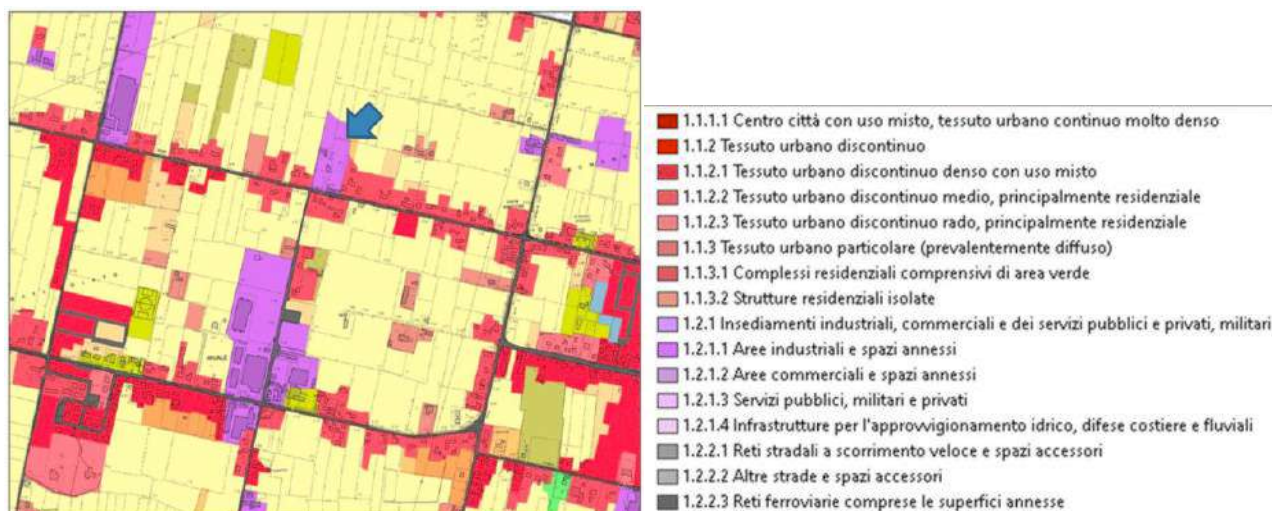 1.1.1.1 Centro città con uso misto, tessuto urbano continuo molto denso
1.1.2 Tessuto urbano discontinuo
1.1.2.1 Tessuto urbano discontinuo denso con uso misto
1.1.2.2 Tessuto urbano discontinuo medio, principalmente residenziale
1.1.2.3 Tessuto urbano discontinuo rado, principalmente residenziale
1.1.3 Tessuto urbano particolare (prevalentemente diffuso)
1.1.3.1 Complessi residenziali comprensivi di area verde
1.1.3.2 Strutture residenziali isolate
1.2.1 Insediamenti industriali, commerciali e dei servizi pubblici e privati, militari
1.2.1.1 Aree industriali e spazi annessi
1.2.1.2 Aree commerciali e spazi annessi
1.2.1.3 Servizi pubblici, militari e privati
1.2.1.4 Infrastrutture per l'approvvigionamento idrico, difese costiere e fluviali
1.2.2.1 Reti stradali a scorrimento veloce e spazi accessori
1.2.2.2 Altre strade e spazi accessori
1.2.2.3 Reti ferroviarie comprese le superfici annesse